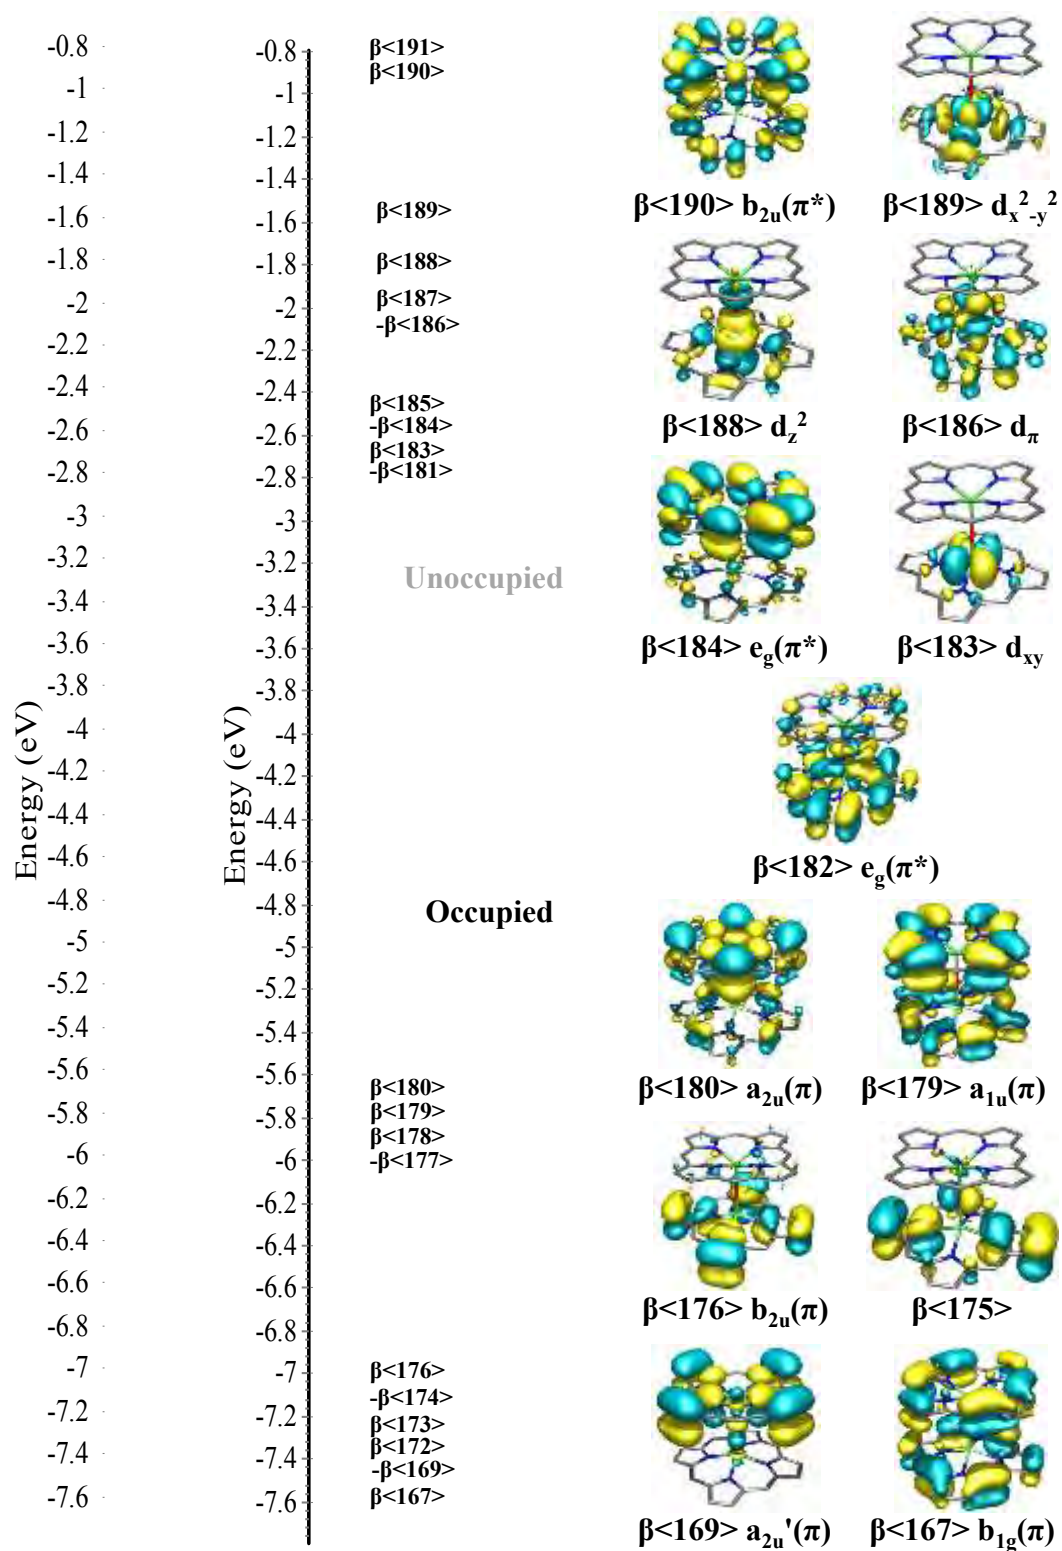 -0.8
-1
-1.2
-1.4
-1.6
-1.8
-2
-2.2
-2.4
-2.6
-2.8
-3
-3.2
-3.4
-3.6
-3.8
-4
-4.2
-4.4
-4.6
-4.8
-5
-5.2
-5.4
-5.6
-5.8
-6
-6.2
-6.4
-6.6
-6.8
-7
-7.2
-7.4
-7.6
Energy (eV)
-0.8
-1
-1.2
-1.4
-1.6
-1.8
-2
-2.2
-2.4
-2.6
-2.8
-3
-3.2
-3.4
-3.6
-3.8
-4
-4.2
-4.4
-4.6
-4.8
-5
-5.2
-5.4
-5.6
-5.8
-6
-6.2
-6.4
-6.6
-6.8
-7
-7.2
-7.4
-7.6
Energy (eV)
β<191>
β<190>
β<189>
β<188>
β<187>
-β<186>
β<185>
-β<184>
β<183>
-β<181>
Unoccupied
Occupied
β<180>
β<179>
β<178>
-β<177>
β<176>
-β<174>
β<173>
β<172>
-β<169>
β<167>
β<190> b2u(π*) β<189> dx2-y2
β<188> dz2 β<186> dπ
β<184> eg(π*) β<183> dxy
β<182> eg(π*)
β<180> a2u(π) β<179> a1u(π)
β<176> b2u(π) β<175>
β<169> a2u'(π) β<167> b1g(π)